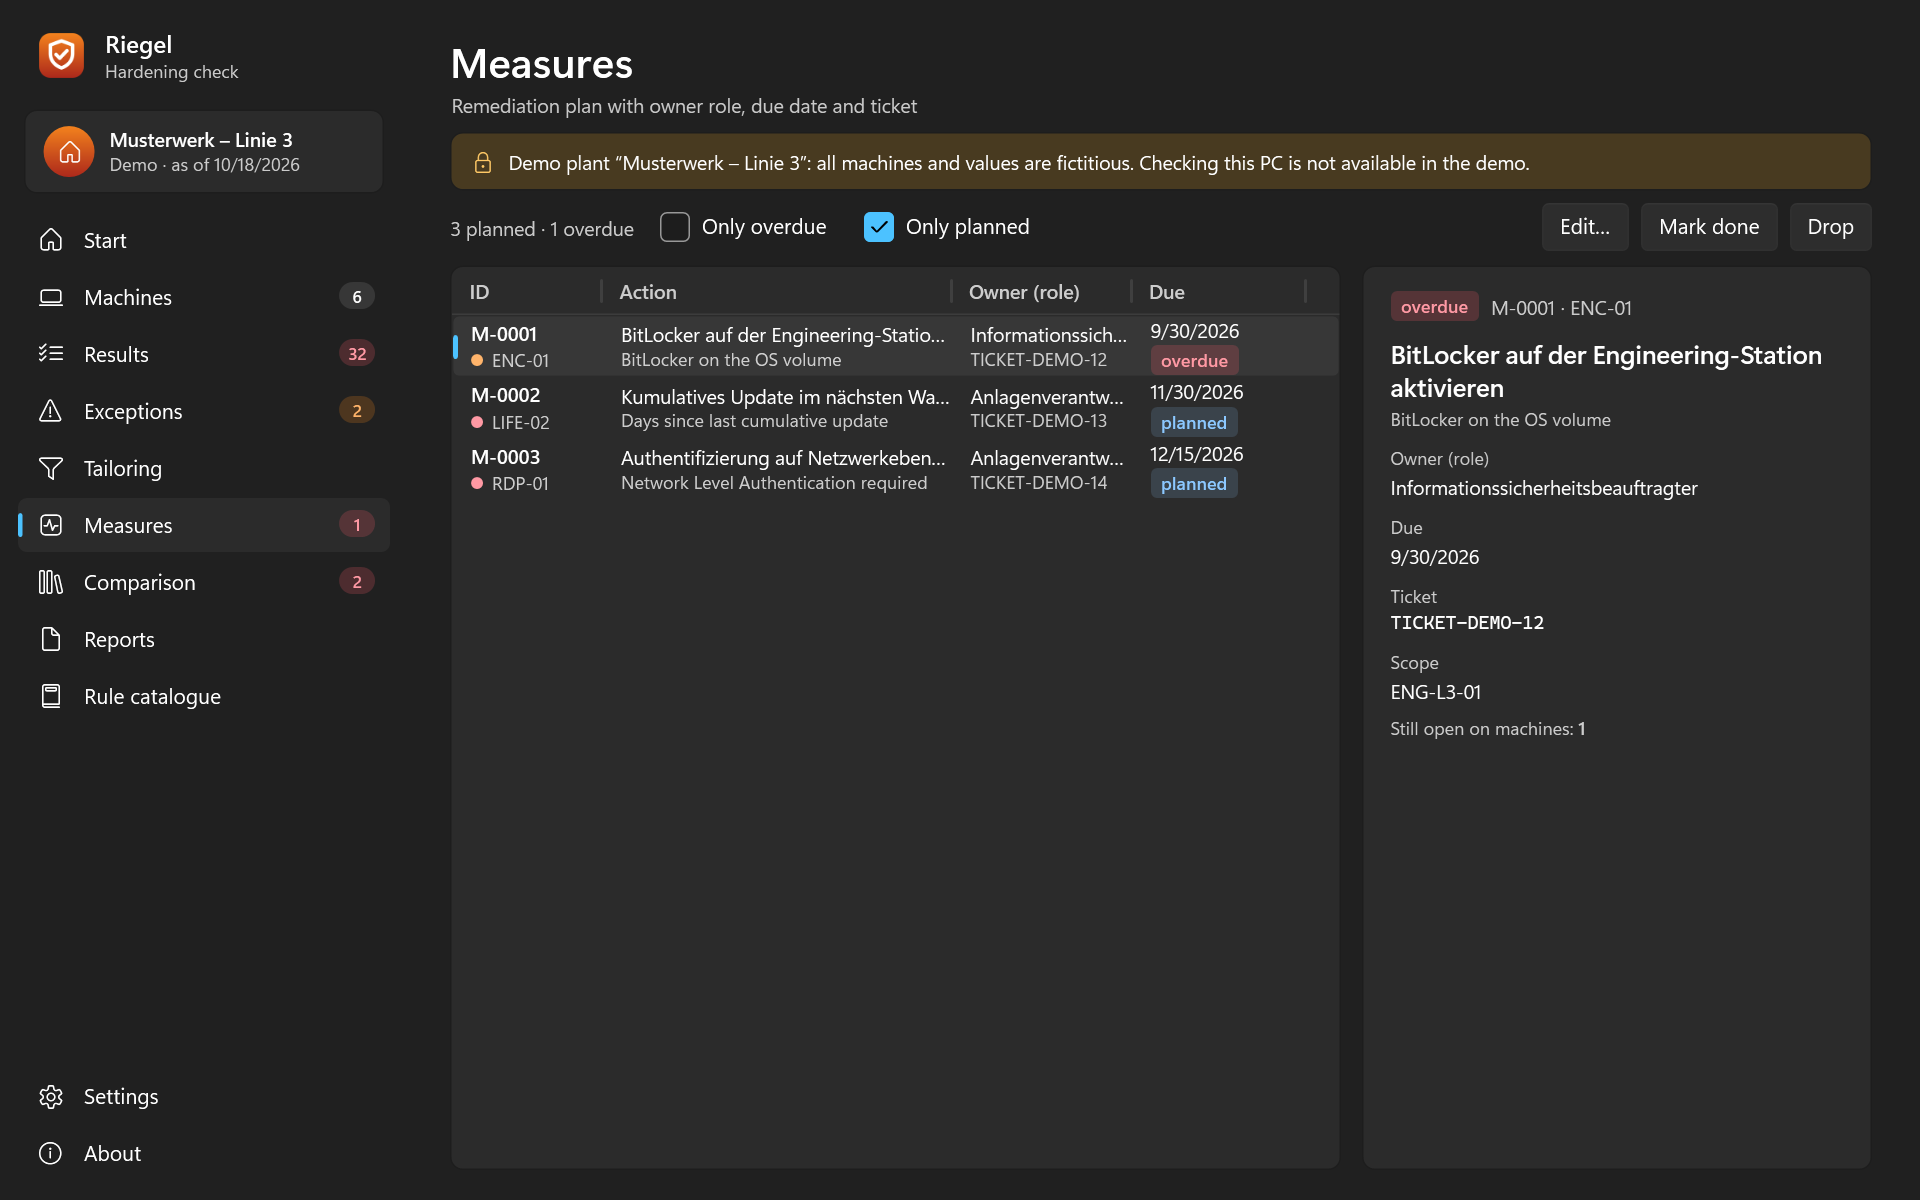 Riegel
Hardening check
Musterwerk – Linie 3
Demo · as of 10/18/2026
Start
Machines 6
Results 32
Exceptions 2
Tailoring
Measures 1
Comparison 2
Reports
Rule catalogue
Settings
About
Measures
Remediation plan with owner role, due date and ticket
Demo plant “Musterwerk – Linie 3”: all machines and values are fictitious. Checking this PC is not available in the demo.
3 planned · 1 overdue Only overdue Only planned Edit... Mark done Drop
ID Action Owner (role) Due
M-0001 BitLocker auf der Engineering-Statio... Informationssich... 9/30/2026
ENC-01 BitLocker on the OS volume TICKET-DEMO-12 overdue
M-0002 Kumulatives Update im nächsten Wa... Anlagenverantw... 11/30/2026
LIFE-02 Days since last cumulative update TICKET-DEMO-13 planned
M-0003 Authentifizierung auf Netzwerkeben... Anlagenverantw... 12/15/2026
RDP-01 Network Level Authentication required TICKET-DEMO-14 planned
overdue M-0001 · ENC-01
BitLocker auf der Engineering-Station
aktivieren
BitLocker on the OS volume
Owner (role)
Informationssicherheitsbeauftragter
Due
9/30/2026
Ticket
TICKET-DEMO-12
Scope
ENG-L3-01
Still open on machines: 1